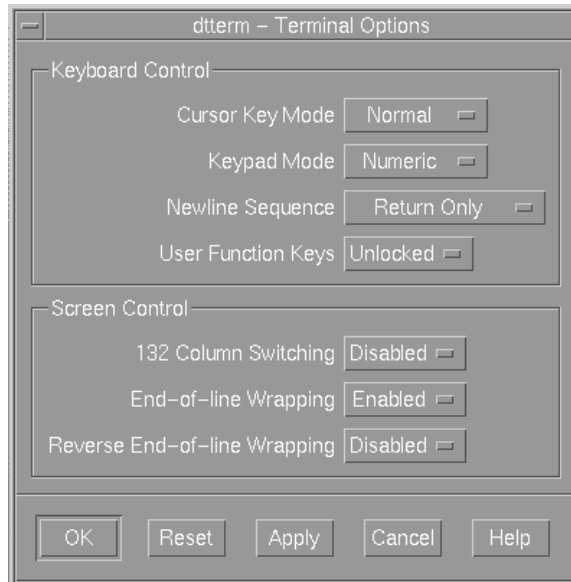 dtterm – Terminal Options
Keyboard Control
Cursor Key Mode Normal
Keypad Mode Numeric
Newline Sequence Return Only
User Function Keys Unlocked
Screen Control
132 Column Switching Disabled
End–of–line Wrapping Enabled
Reverse End–of–line Wrapping Disabled
OK Reset Apply Cancel Help